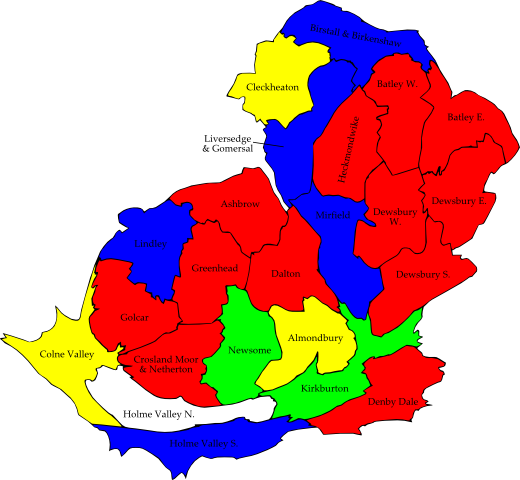 Birstall & Birkenshaw
Cleckheaton
Batley W.
Batley E.
Liversedge
& Gomersal
Heckmondwike
Ashbrow
Mirfield
Dewsbury
W.
Dewsbury E.
Lindley
Greenhead
Dalton
Dewsbury S.
Golcar
Almondbury
Colne Valley
Newsome
Crosland Moor
& Netherton
Kirkburton
Denby Dale
Holme Valley N.
Holme Valley S.